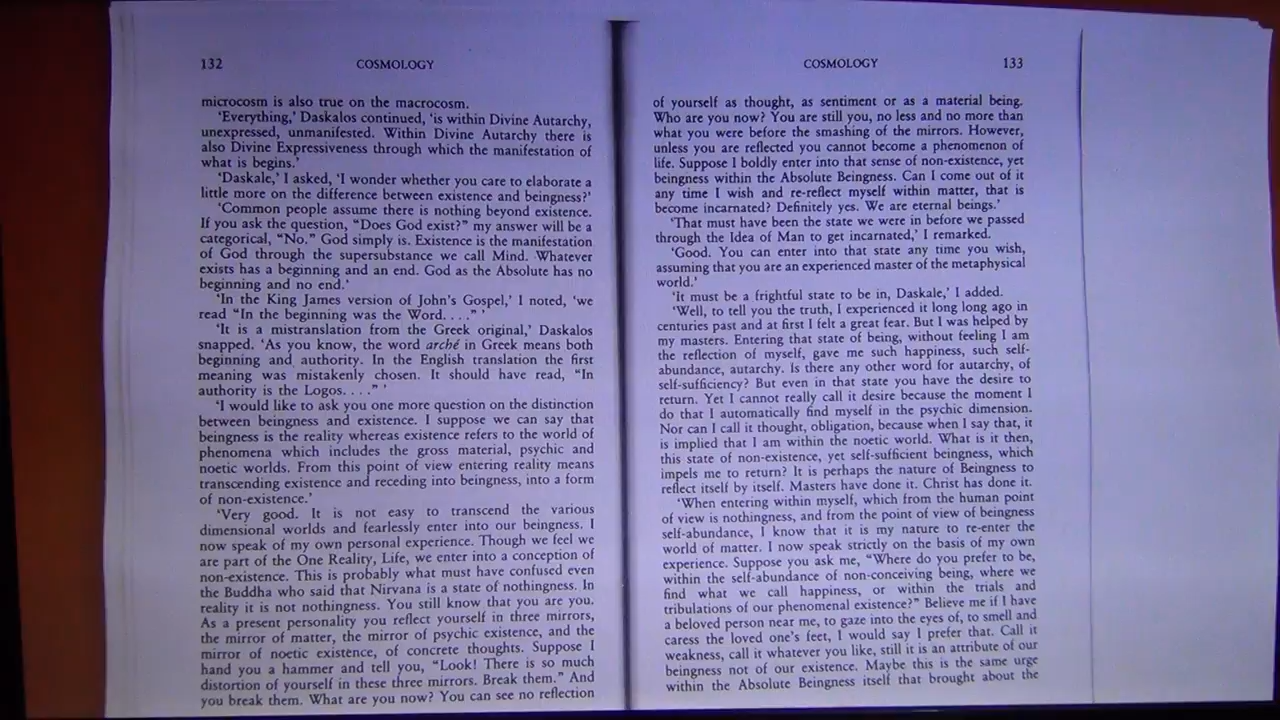 132
COSMOLOGY
microcosm is also true on the macrocosm.
‘Everything,’ Daskalos continued, ‘is within Divine Autarchy,
unexpressed, unmanifested. Within Divine Autarchy there is
also Divine Expressiveness through which the manifestation of
what is begins.’
‘Daskale,’ I asked, ‘I wonder whether you care to elaborate a
little more on the difference between existence and beingness?’
‘Common people assume there is nothing beyond existence.
If you ask the question, “Does God exist?” my answer will be a
categorical, “No.” God simply is. Existence is the manifestation
of God through the supersubstance we call Mind. Whatever
exists has a beginning and an end. God as the Absolute has no
beginning and no end.’
‘In the King James version of John’s Gospel,’ I noted, ‘we
read “In the beginning was the Word. . . .” ’
‘It is a mistranslation from the Greek original,’ Daskalos
snapped. ‘As you know, the word arché in Greek means both
beginning and authority. In the English translation the first
meaning was mistakenly chosen. It should have read, “In
authority is the Logos. . . .” ’
‘I would like to ask you one more question on the distinction
between beingness and existence. I suppose we can say that
beingness is the reality whereas existence refers to the world of
phenomena which includes the gross material, psychic and
noetic worlds. From this point of view entering reality means
transcending existence and receding into beingness, into a form
of non-existence.’
‘Very good. It is not easy to transcend the various
dimensional worlds and fearlessly enter into our beingness. I
now speak of my own personal experience. Though we feel we
are part of the One Reality, Life, we enter into a conception of
non-existence. This is probably what must have confused even
the Buddha who said that Nirvana is a state of nothingness. In
reality it is not nothingness. You still know that you are you.
As a present personality you reflect yourself in three mirrors,
the mirror of matter, the mirror of psychic existence, and the
mirror of noetic existence, of concrete thoughts. Suppose I
hand you a hammer and tell you, “Look! There is so much
distortion of yourself in these three mirrors. Break them.” And
you break them. What are you now? You can see no reflection
COSMOLOGY
133
of yourself as thought, as sentiment or as a material being.
Who are you now? You are still you, no less and no more than
what you were before the smashing of the mirrors. However,
unless you are reflected you cannot become a phenomenon of
life. Suppose I boldly enter into that sense of non-existence, yet
beingness within the Absolute Beingness. Can I come out of it
any time I wish and re-reflect myself within matter, that is
become incarnated? Definitely yes. We are eternal beings.’
‘That must have been the state we were in before we passed
through the Idea of Man to get incarnated,’ I remarked.
‘Good. You can enter into that state any time you wish,
assuming that you are an experienced master of the metaphysical
world.’
‘It must be a frightful state to be in, Daskale,’ I added.
‘Well, to tell you the truth, I experienced it long long ago in
centuries past and at first I felt a great fear. But I was helped by
my masters. Entering that state of being, without feeling I am
the reflection of myself, gave me such happiness, such self-
abundance, autarchy. Is there any other word for autarchy, of
self-sufficiency? But even in that state you have the desire to
return. Yet I cannot really call it desire because the moment I
do that I automatically find myself in the psychic dimension.
Nor can I call it thought, obligation, because when I say that, it
is implied that I am within the noetic world. What is it then,
this state of non-existence, yet self-sufficient beingness, which
impels me to return? It is perhaps the nature of Beingness to
reflect itself by itself. Masters have done it. Christ has done it.
‘When entering within myself, which from the human point
of view is nothingness, and from the point of view of beingness
self-abundance, I know that it is my nature to re-enter the
world of matter. I now speak strictly on the basis of my own
experience. Suppose you ask me, “Where do you prefer to be,
within the self-abundance of non-conceiving being, where we
find what we call happiness, or within the trials and
tribulations of our phenomenal existence?” Believe me if I have
a beloved person near me, to gaze into the eyes of, to smell and
caress the loved one’s feet, I would say I prefer that. Call it
weakness, call it whatever you like, still it is an attribute of our
beingness not of our existence. Maybe this is the same urge
within the Absolute Beingness itself that brought about the